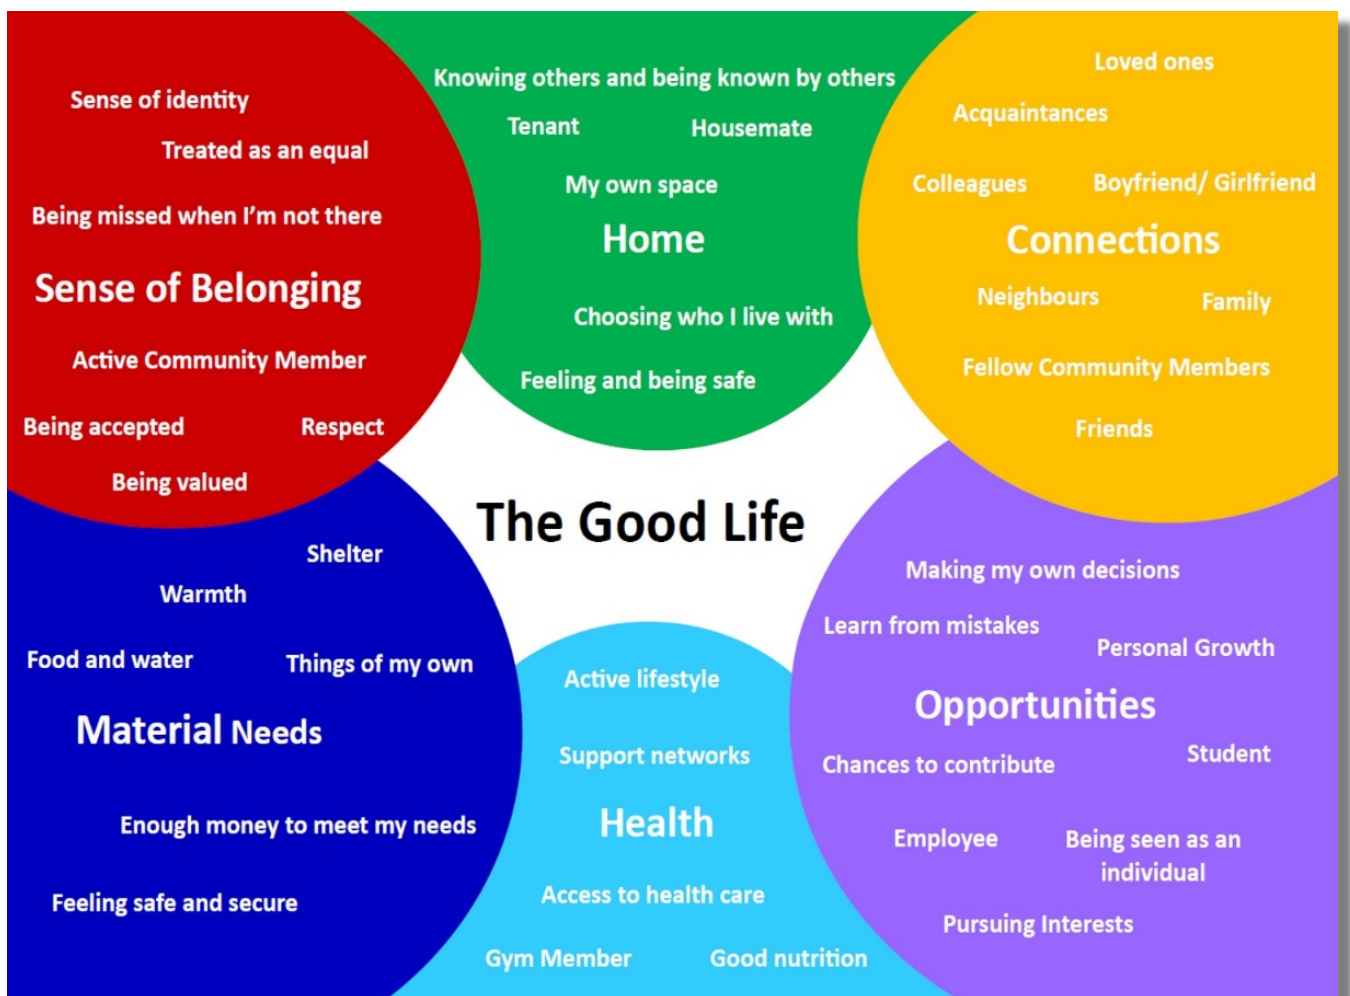 Sense of identity
Treated as an equal
Being missed when I’m not there
Sense of Belonging
Active Community Member
Being accepted
Respect
Being valued
Knowing others and being known by others
Tenant
Housemate
My own space
Home
Choosing who I live with
Feeling and being safe
Loved ones
Acquaintances
Colleagues
Boyfriend/ Girlfriend
Connections
Neighbours
Family
Fellow Community Members
Friends
The Good Life
Shelter
Warmth
Food and water
Things of my own
Material Needs
Enough money to meet my needs
Feeling safe and secure
Active lifestyle
Support networks
Health
Access to health care
Gym Member
Good nutrition
Making my own decisions
Learn from mistakes
Personal Growth
Opportunities
Chances to contribute
Student
Employee
Being seen as an
individual
Pursuing Interests